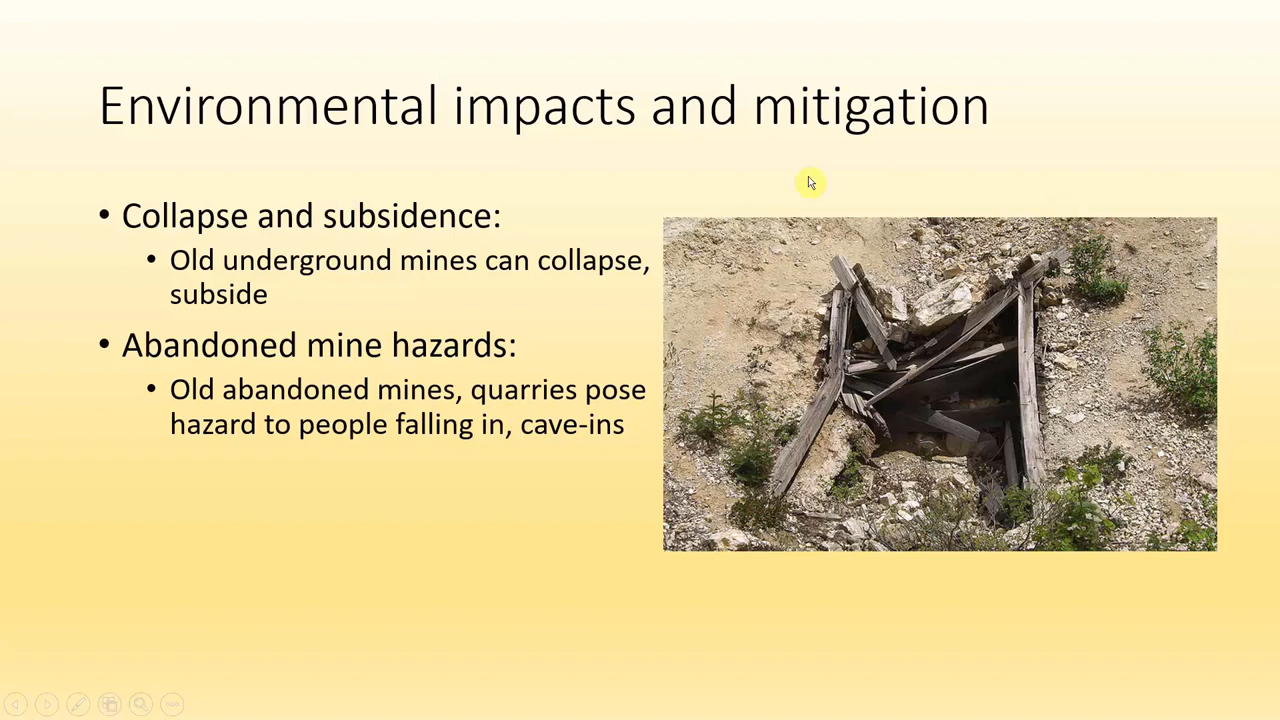 Environmental impacts and mitigation
• Collapse and subsidence:
• Old underground mines can collapse,
subside
• Abandoned mine hazards:
• Old abandoned mines, quarries pose
hazard to people falling in, cave-ins